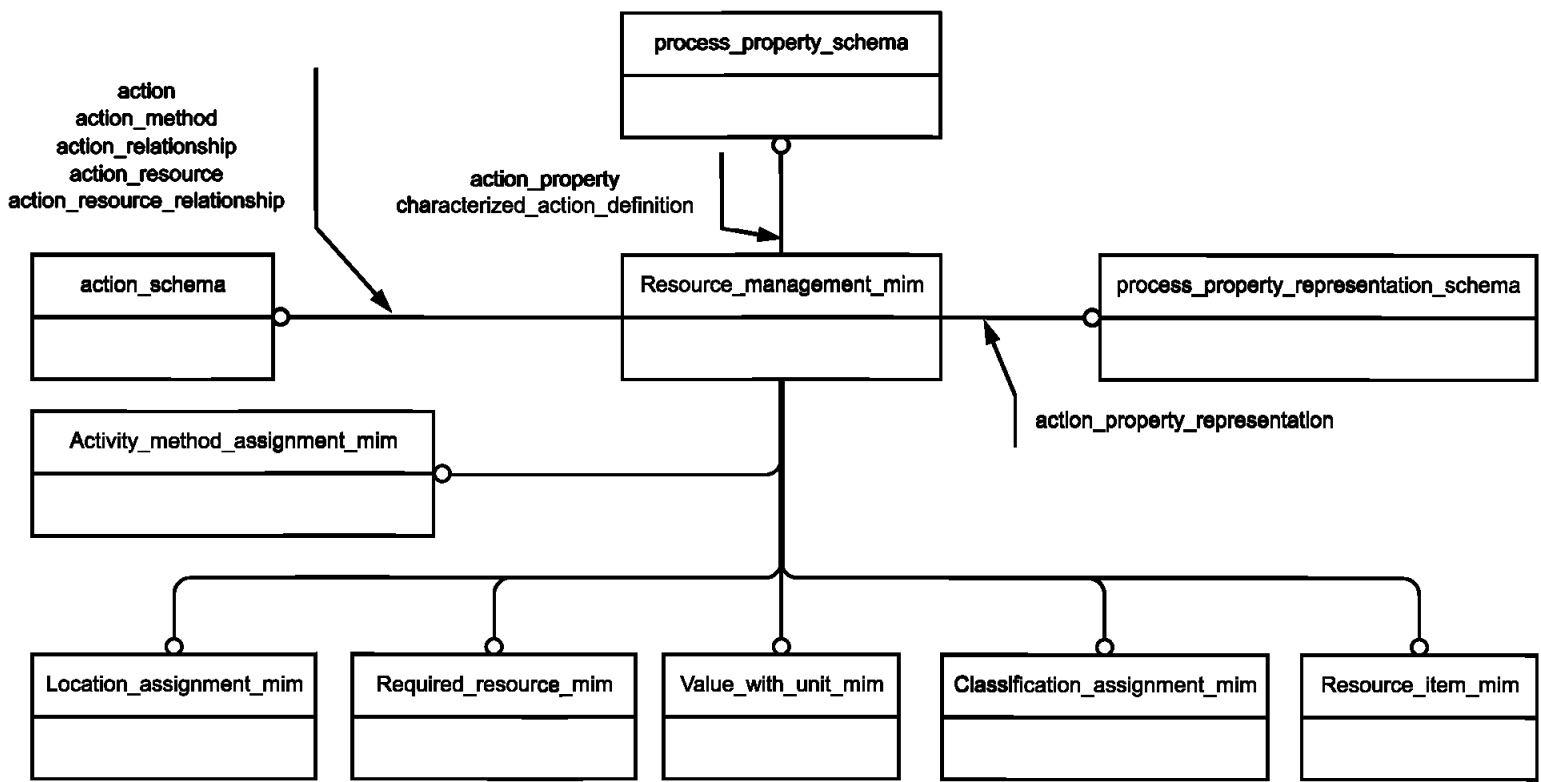 process_property_schema
action
action_method
action_relationship
action_resource
action_resource_relationship
action_property
characterized_action_definition
action_schema
Resource_management_mim
process_property_representation_schema
action_property_representation
Activity_method_assignment_mim
Location_assignment_mim
Required_resource_mim
Value_with_unit_mim
Classification_assignment_mim
Resource_item_mim